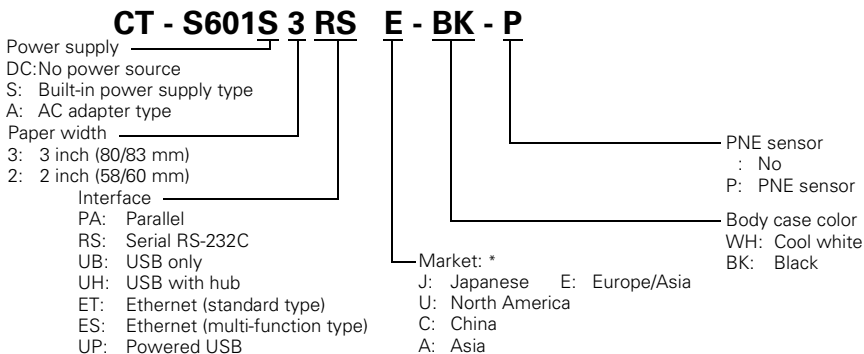 CT - S601S 3 RS E - BK - P
Power supply
DC:No power source
S: Built-in power supply type
A: AC adapter type
Paper width
3: 3 inch (80/83 mm)
2: 2 inch (58/60 mm)
Interface
PA: Parallel
RS: Serial RS-232C
UB: USB only
UH: USB with hub
ET: Ethernet (standard type)
ES: Ethernet (multi-function type)
UP: Powered USB
Market: *
J: Japanese E: Europe/Asia
U: North America
C: China
A: Asia
PNE sensor
: No
P: PNE sensor
Body case color
WH: Cool white
BK: Black